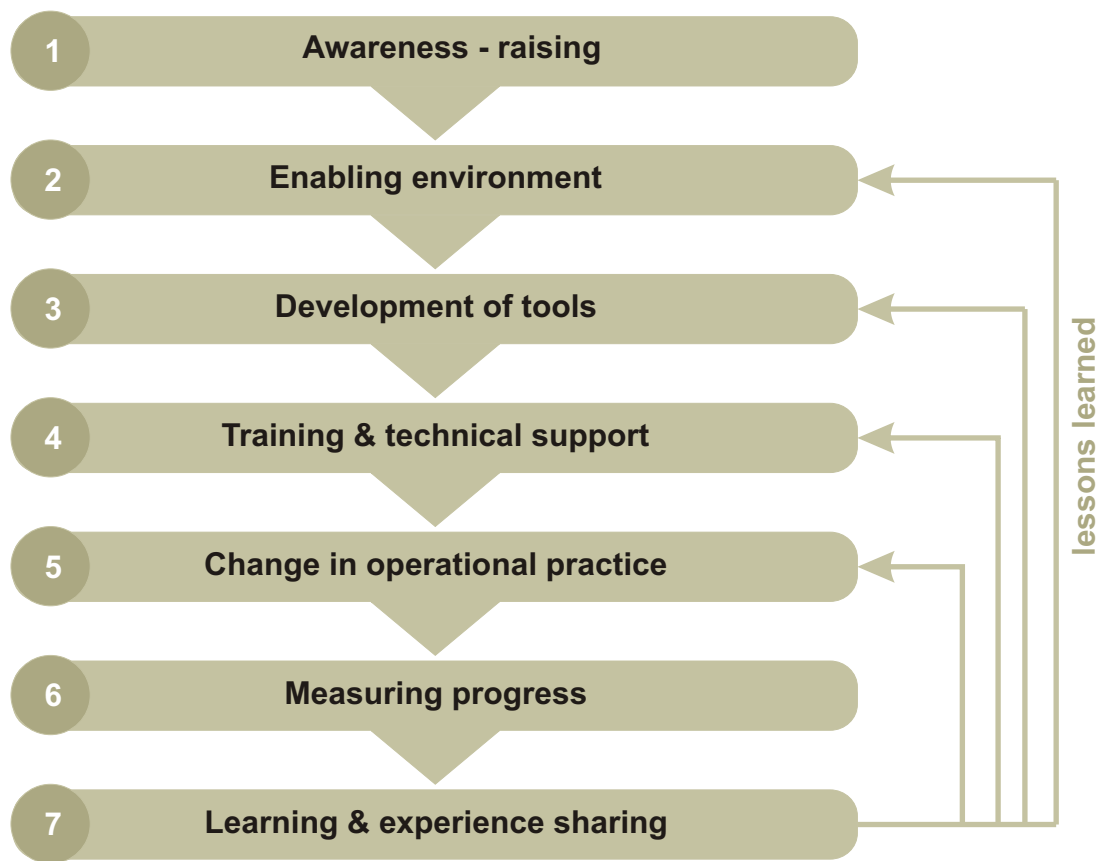 1 Awareness - raising
2 Enabling environment
3 Development of tools
4 Training & technical support
5 Change in operational practice
6 Measuring progress
7 Learning & experience sharing
lessons learned